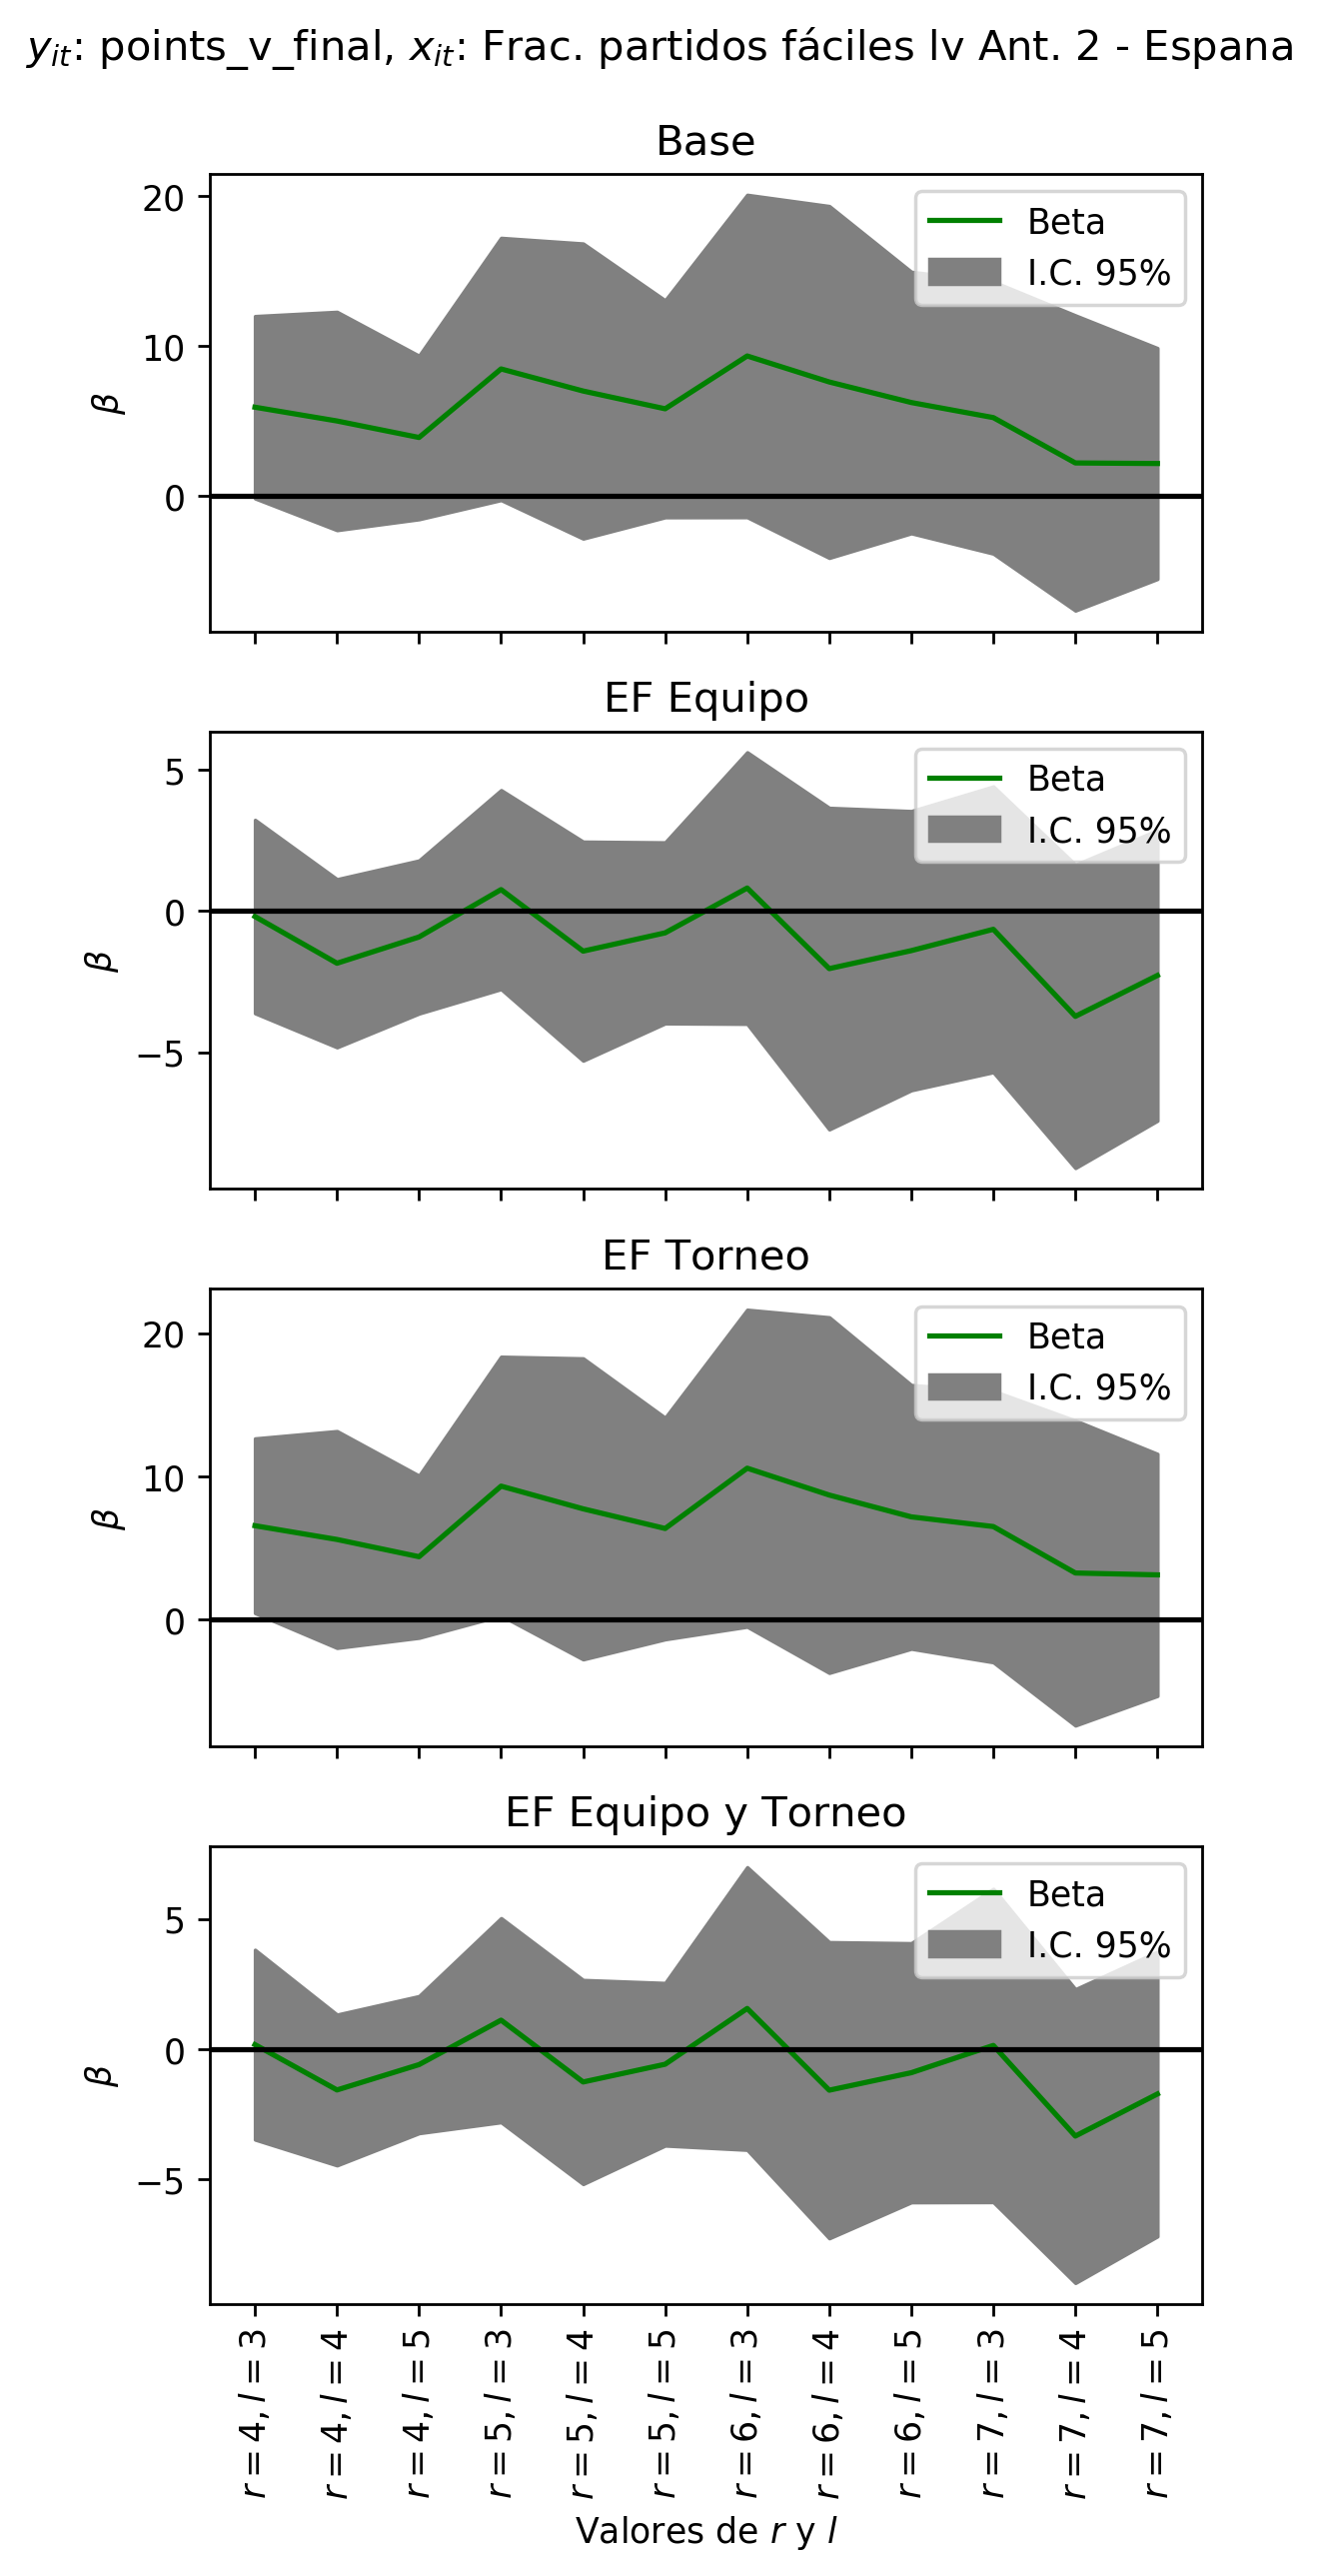 y_it: points_v_final, x_it: Frac. partidos fáciles lv Ant. 2 - Espana
Base
20
10
0
β
Beta
I.C. 95%
EF Equipo
5
0
−5
β
Beta
I.C. 95%
EF Torneo
20
10
0
β
Beta
I.C. 95%
EF Equipo y Torneo
5
0
−5
β
Beta
I.C. 95%
r = 4, l = 3
r = 4, l = 4
r = 4, l = 5
r = 5, l = 3
r = 5, l = 4
r = 5, l = 5
r = 6, l = 3
r = 6, l = 4
r = 6, l = 5
r = 7, l = 3
r = 7, l = 4
r = 7, l = 5
Valores de r y l